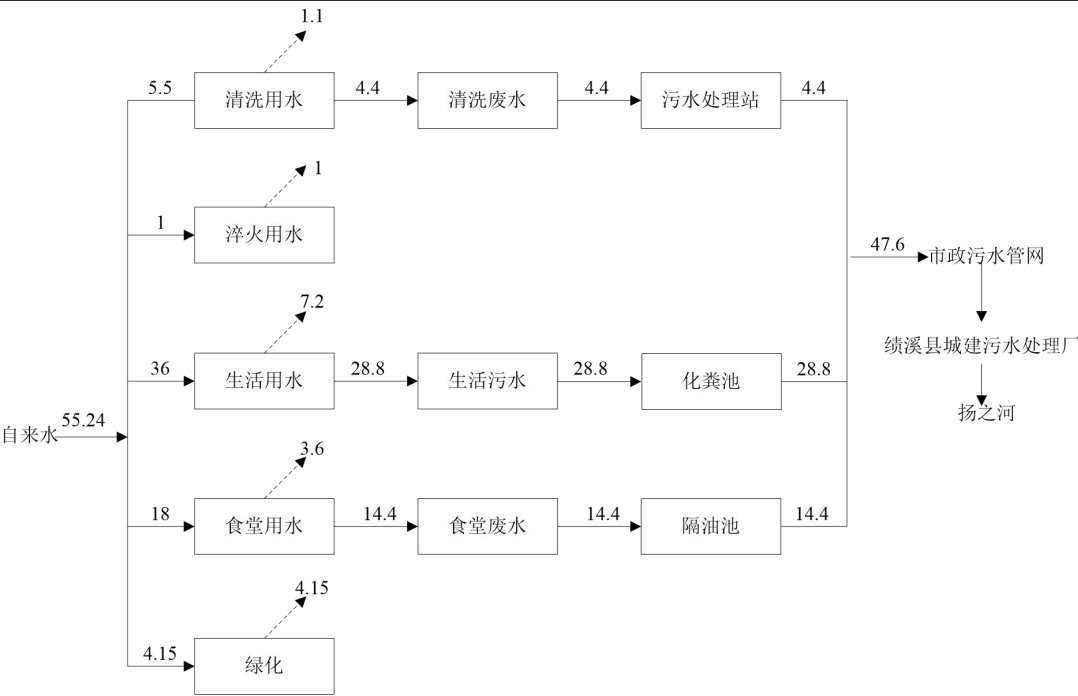 1.1
5.5
清洗用水
4.4
清洗废水
4.4
污水处理站
4.4
1
1
淬火用水
47.6
市政污水管网
7.2
绩溪县城建污水处理厂
36
生活用水
28.8
生活污水
28.8
化粪池
28.8
扬之河
自来水
55.24
3.6
18
食堂用水
14.4
食堂废水
14.4
隔油池
14.4
4.15
4.15
绿化